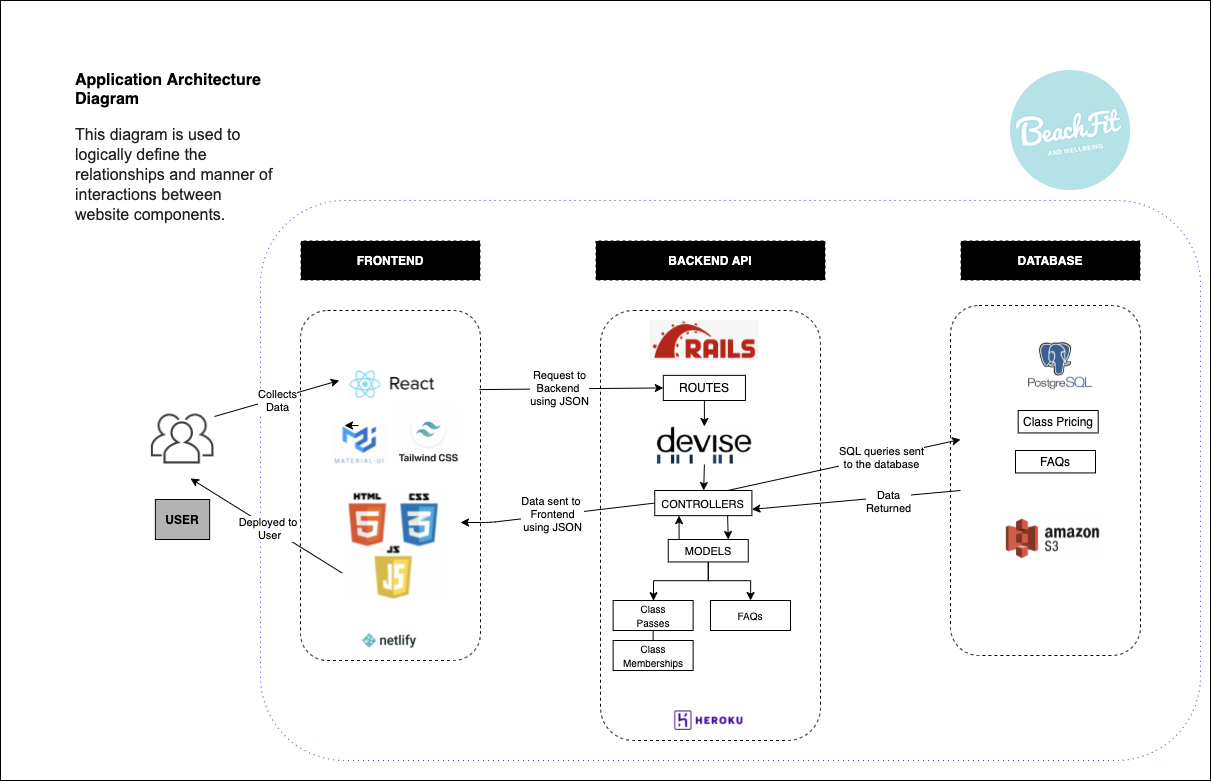 Application Architecture
Diagram
This diagram is used to
logically define the
relationships and manner of
interactions between
website components.
BeachFit
AND WELLBEING
FRONTEND
BACKEND API
DATABASE
React
MATERIAL-UI
Tailwind CSS
HTML
5
CSS
3
JS
JS
netlify
Collects
Data
Deployed to
User
USER
Request to
Backend
using JSON
Data sent to
Frontend
using JSON
RAILS
ROUTES
devise
CONTROLLERS
MODELS
Class
Passes
FAQs
Class
Memberships
HEROKU
SQL queries sent
to the database
Data
Returned
PostgreSQL
Class Pricing
FAQs
amazon
S3